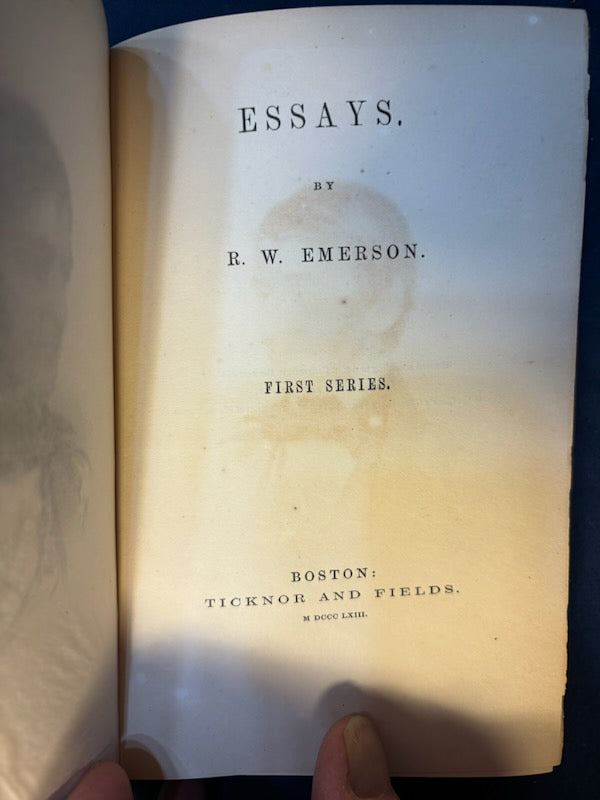 ESSAYS.
BY
R. W. EMERSON.
FIRST SERIES.
BOSTON:
TICKNOR AND FIELDS.
M DCCC LXIII.